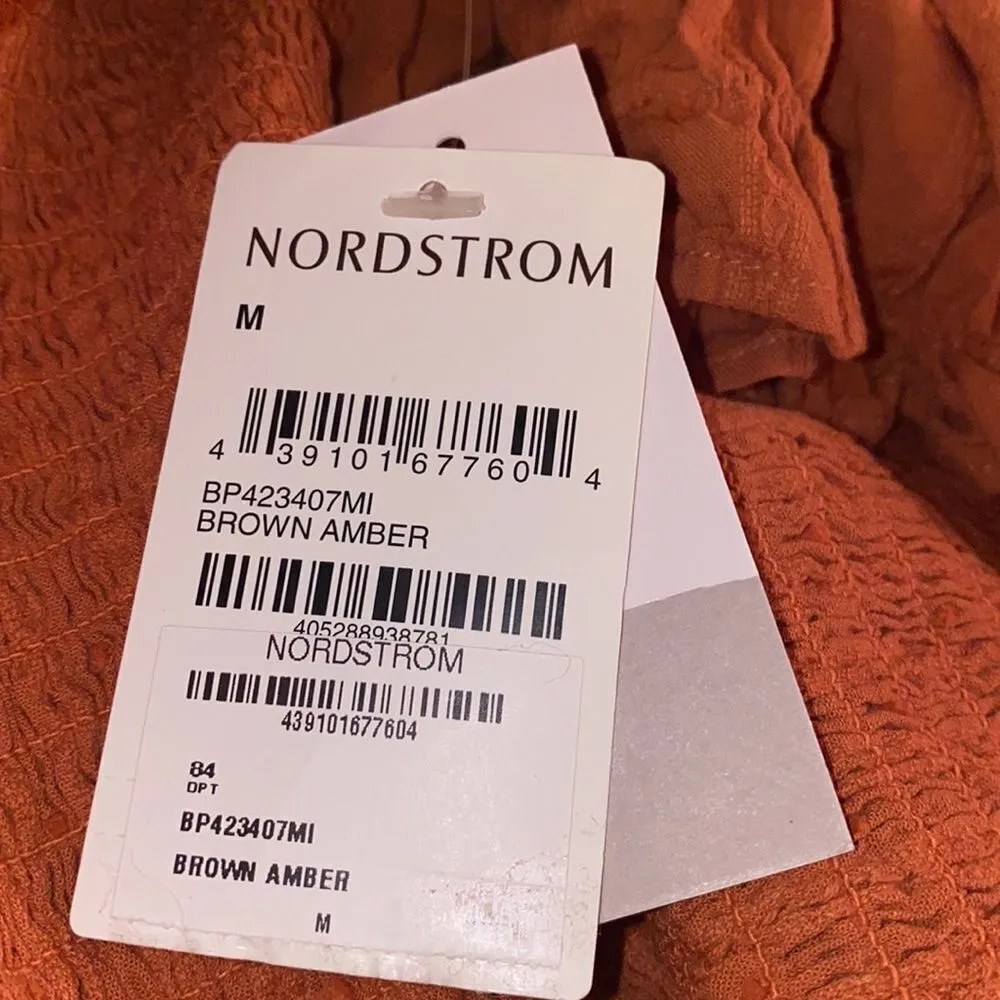 NORDSTROM
M
4 39101 67760 4
BP423407MI
BROWN AMBER
405288938781
NORDSTROM
439101677604
84
DPT
BP423407MI
BROWN AMBER
M